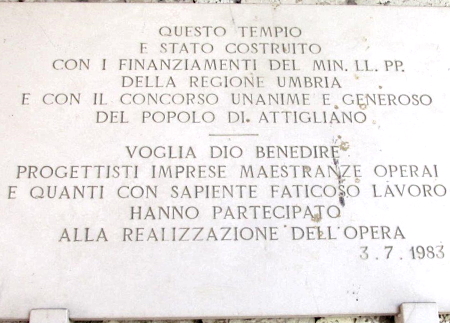 QUESTO TEMPIO
E STATO COSTRUITO
CON I FINANZIAMENTI DEL MIN. LL. PP.
DELLA REGIONE UMBRIA
E CON IL CONCORSO UNANIME E GENEROSO
DEL POPOLO DI ATTIGLIANO
VOGLIA DIO BENEDIRE
PROGETTISTI IMPRESE MAESTRANZE OPERAI
E QUANTI CON SAPIENTE FATICOSO LAVORO
HANNO PARTECIPATO
ALLA REALIZZAZIONE DELL'OPERA
3.7.1983